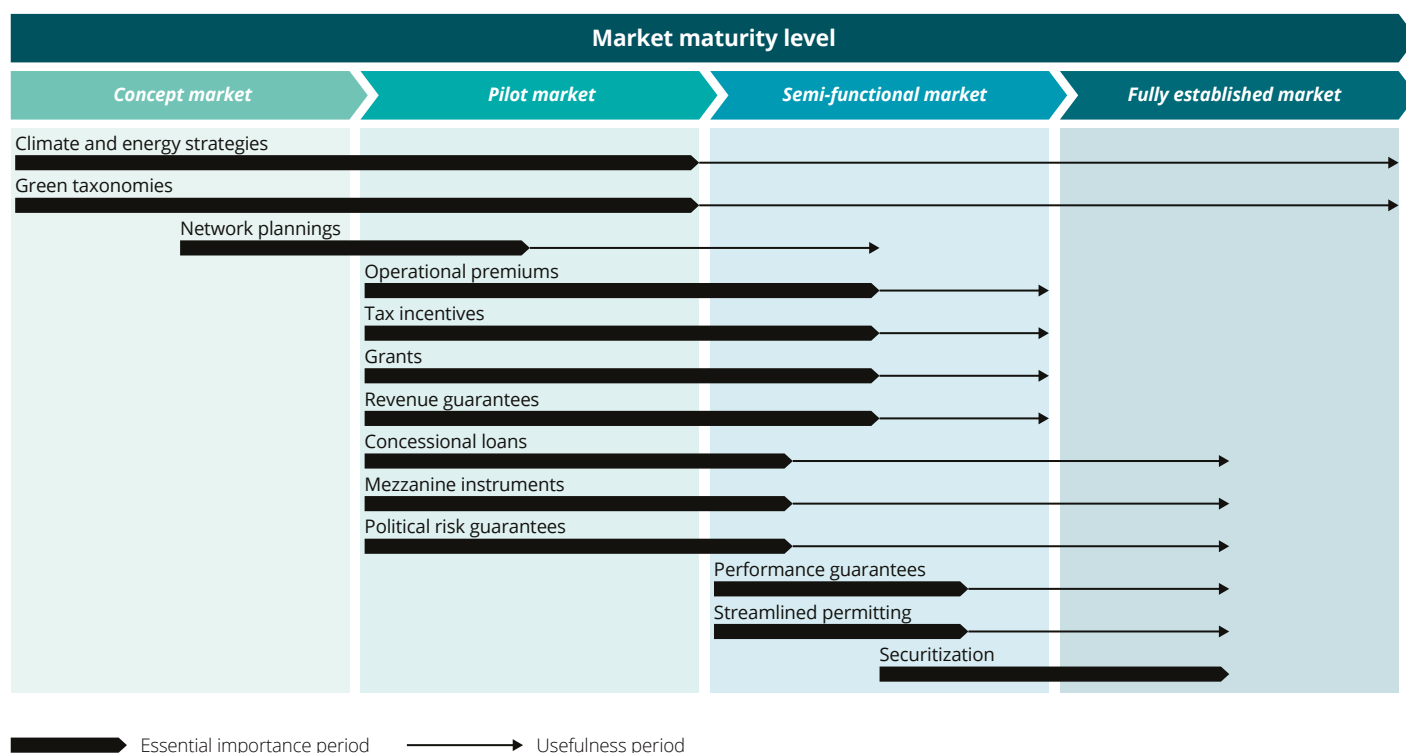 Market maturity level
Concept market
Pilot market
Semi-functional market
Fully established market
Climate and energy strategies
Green taxonomies
Network plannings
Operational premiums
Tax incentives
Grants
Revenue guarantees
Concessional loans
Mezzanine instruments
Political risk guarantees
Performance guarantees
Streamlined permitting
Securitization
Essential importance period
Usefulness period